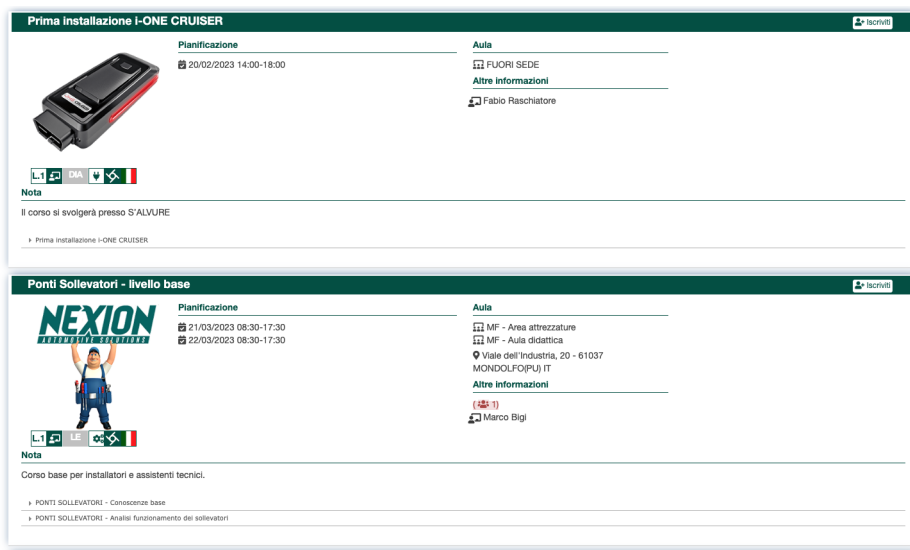 Prima installazione i-ONE CRUISER
Iscriviti
Pianificazione
20/02/2023 14:00-18:00
Aula
FUORI SEDE
Altre informazioni
Fabio Raschiatore
L.1 DIA
Nota
Il corso si svolgerà presso S'ALVURE
Prima installazione i-ONE CRUISER
Ponti Sollevatori - livello base
Iscriviti
NEXION
AUTOMOTIVE SOLUTIONS
Pianificazione
21/03/2023 08:30-17:30
22/03/2023 08:30-17:30
Aula
MF - Area attrezzature
MF - Aula didattica
Viale dell'Industria, 20 - 61037
MONDOLFO(PU) IT
Altre informazioni
( 1)
Marco Bigi
L.1 LE
Nota
Corso base per installatori e assistenti tecnici.
PONTI SOLLEVATORI - Conoscenze base
PONTI SOLLEVATORI - Analisi funzionamento dei sollevatori